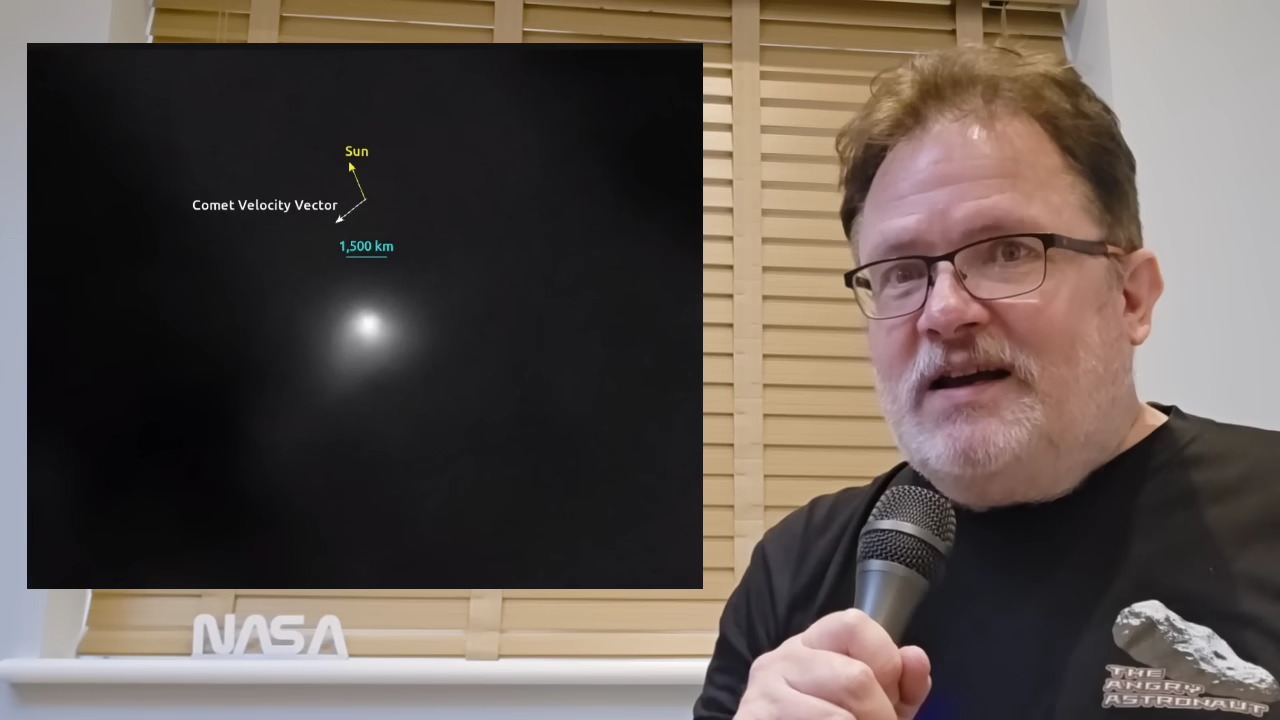 Sun
Comet Velocity Vector
1,500 km
NASA
THE
ANGRY
ASTRONAUT